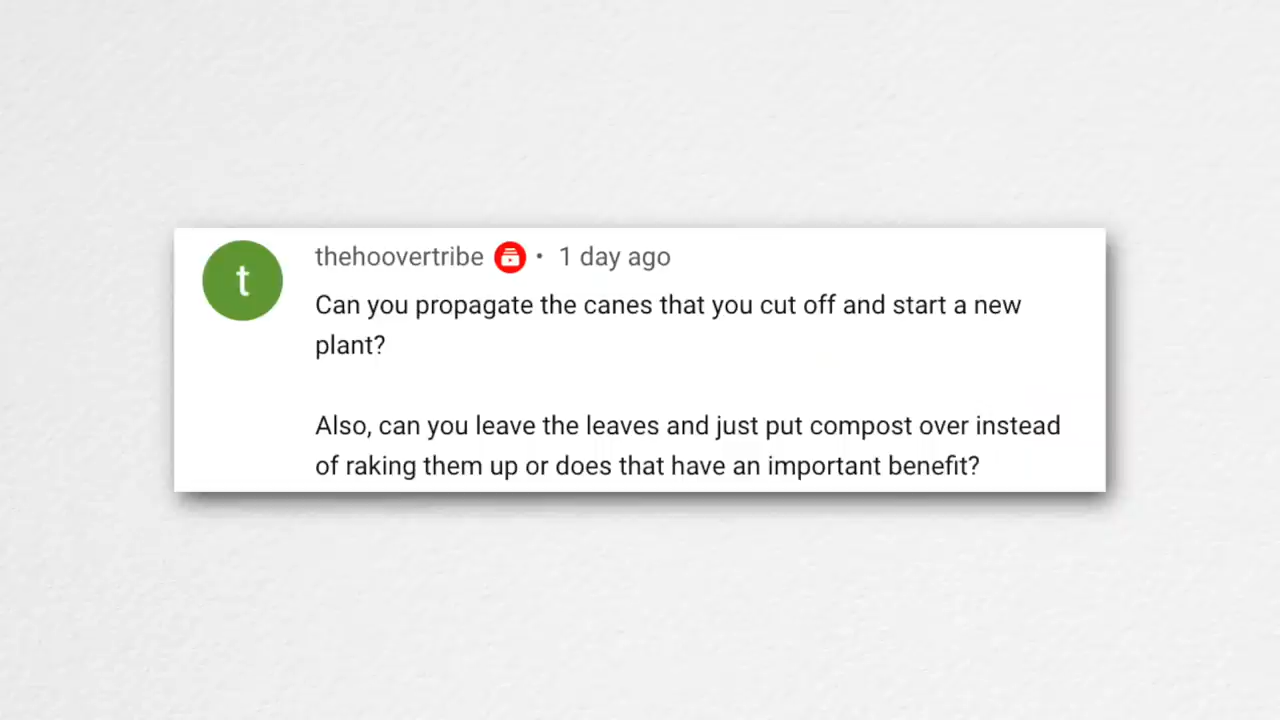 t
thehoovertribe • 1 day ago
Can you propagate the canes that you cut off and start a new
plant?
Also, can you leave the leaves and just put compost over instead
of raking them up or does that have an important benefit?